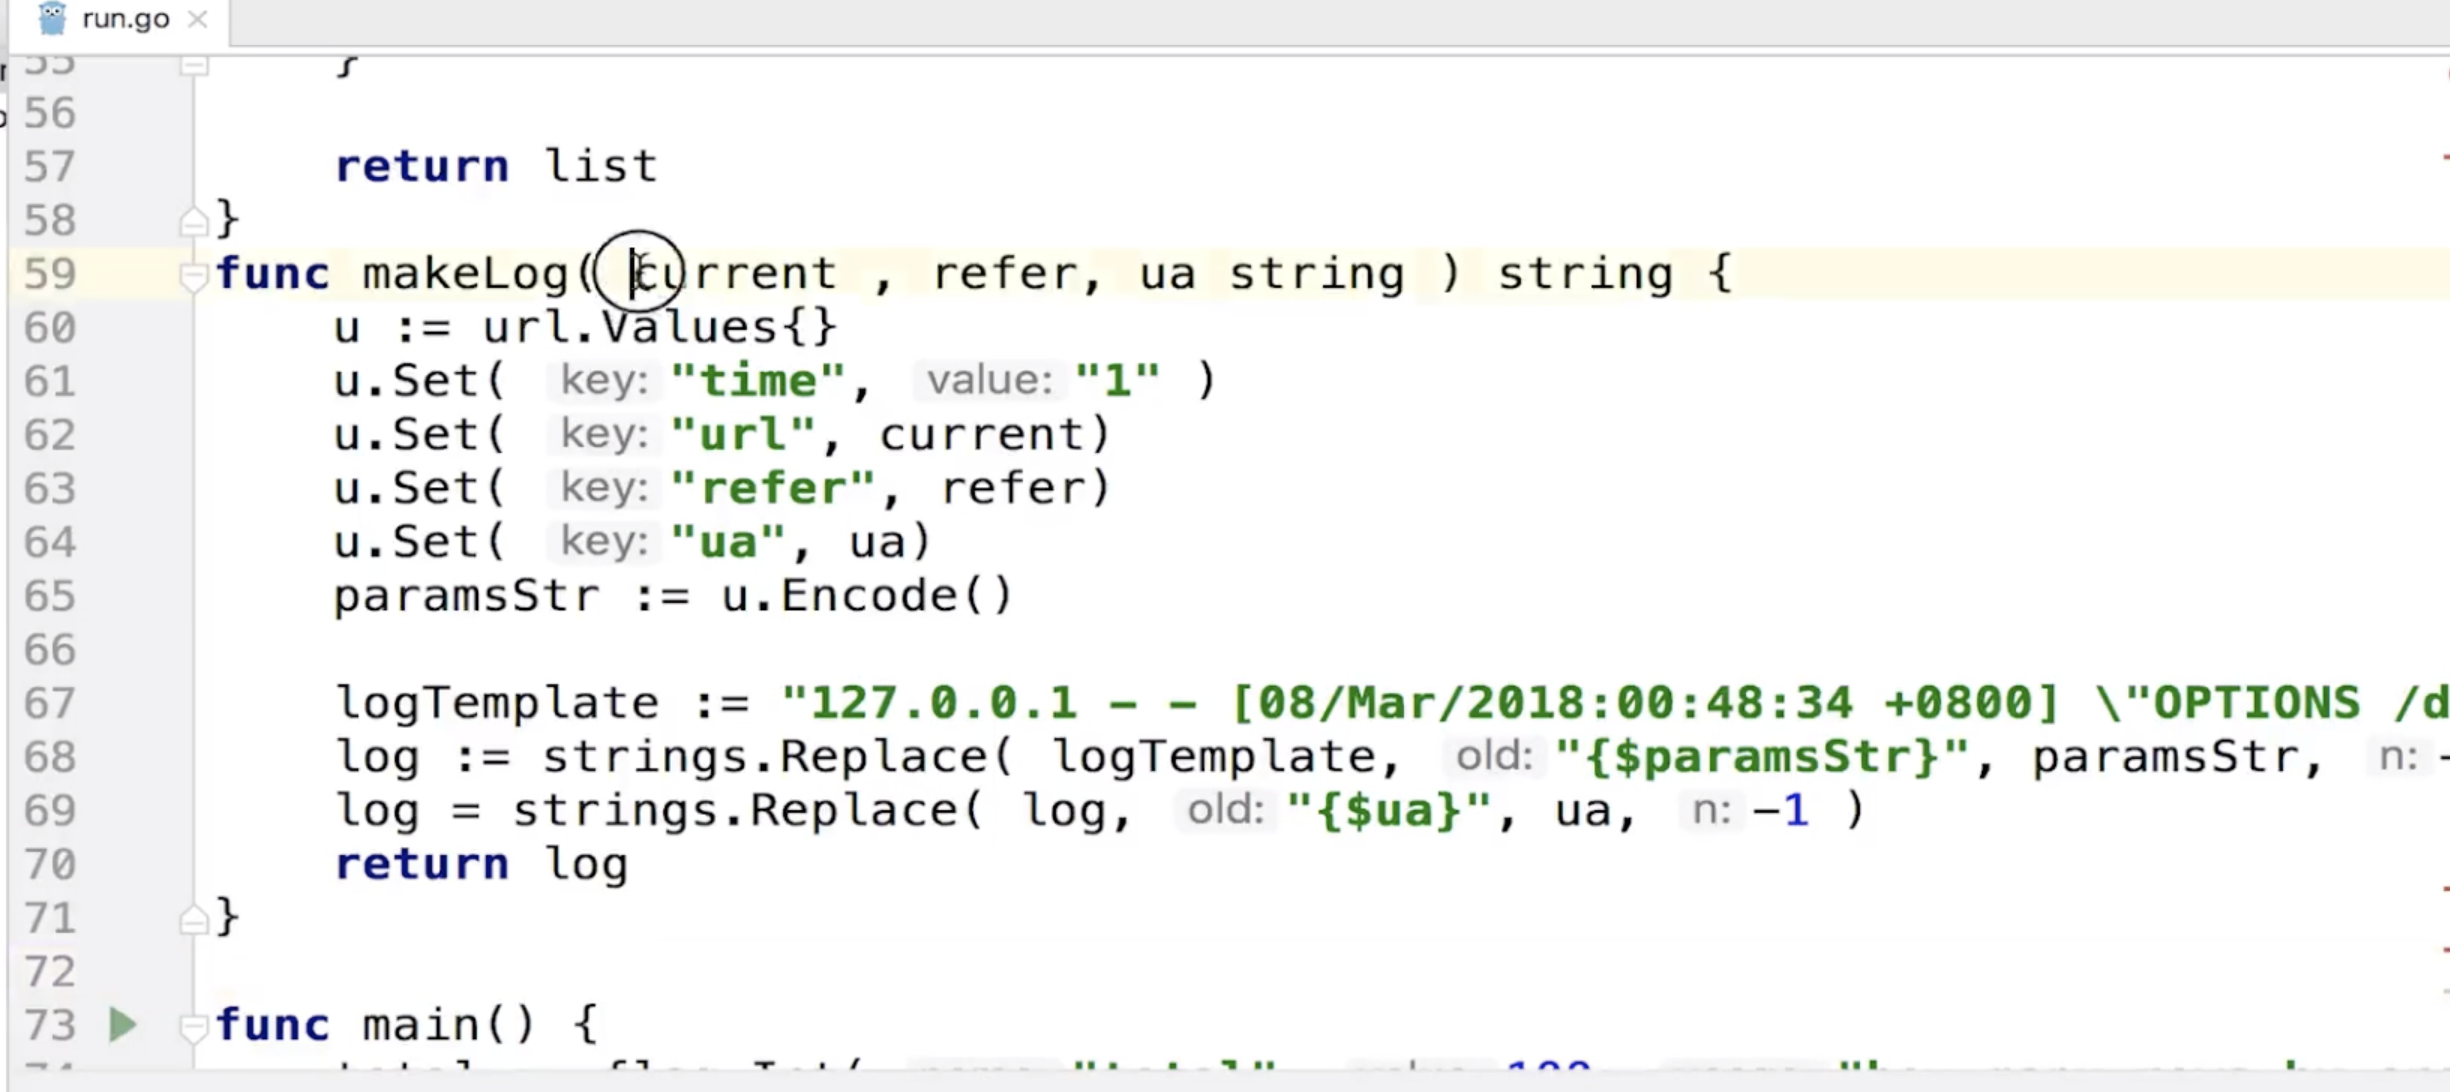 run.go
55 }
56
57 return list
58 }
59 func makeLog( current , refer, ua string ) string {
60 u := url.Values{}
61 u.Set( key: "time", value: "1" )
62 u.Set( key: "url", current)
63 u.Set( key: "refer", refer)
64 u.Set( key: "ua", ua)
65 paramsStr := u.Encode()
66
67 logTemplate := "127.0.0.1 - - [08/Mar/2018:00:48:34 +0800] \"OPTIONS /d
68 log := strings.Replace( logTemplate, old: "{$paramsStr}", paramsStr, n: -
69 log = strings.Replace( log, old: "{$ua}", ua, n: -1 )
70 return log
71 }
72
73 func main() {